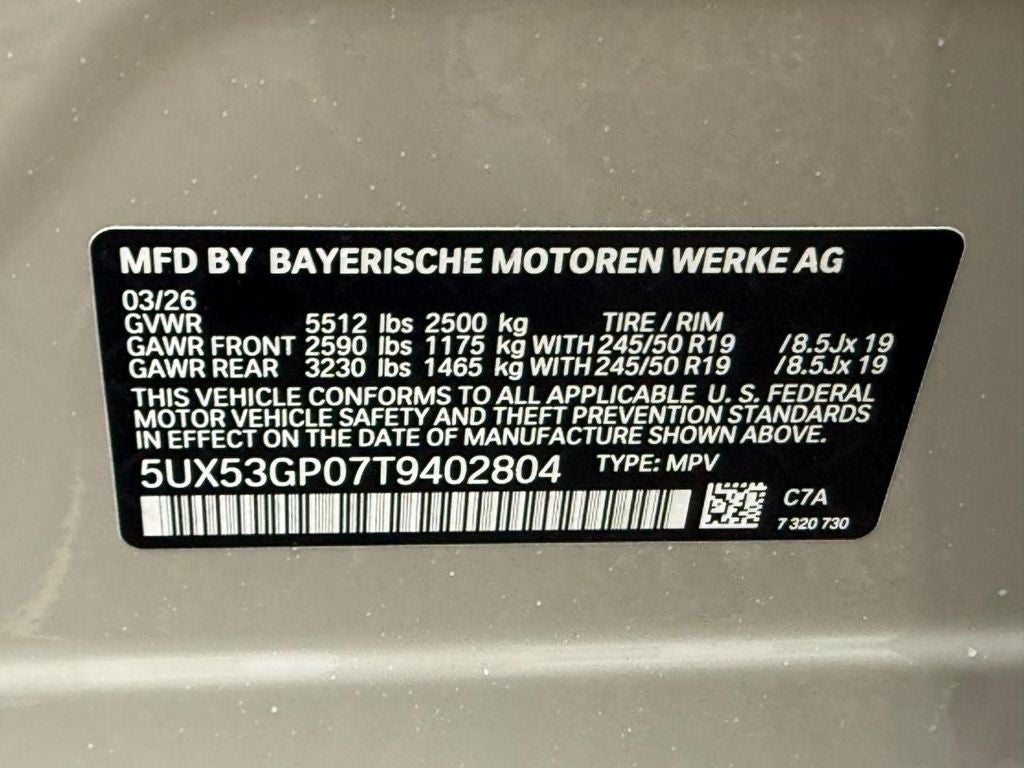 MFD BY BAYERISCHE MOTOREN WERKE AG
03/26
GVWR 5512 lbs 2500 kg TIRE / RIM
GAWR FRONT 2590 lbs 1175 kg WITH 245/50 R19 /8.5Jx 19
GAWR REAR 3230 lbs 1465 kg WITH 245/50 R19 /8.5Jx 19
THIS VEHICLE CONFORMS TO ALL APPLICABLE U. S. FEDERAL
MOTOR VEHICLE SAFETY AND THEFT PREVENTION STANDARDS
IN EFFECT ON THE DATE OF MANUFACTURE SHOWN ABOVE.
5UX53GP07T9402804 TYPE: MPV
C7A
7 320 730